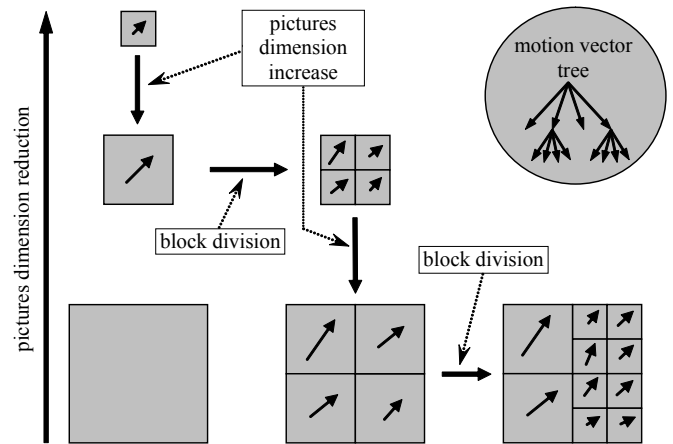 pictures
dimension
increase
motion vector
tree
pictures dimension reduction
block division
block division